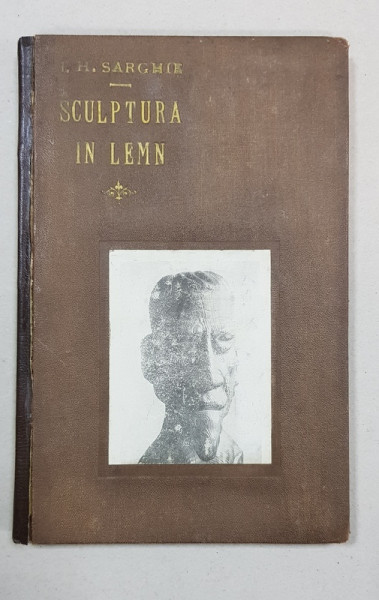 I. H. SARGHIE
SCULPTURA
IN LEMN